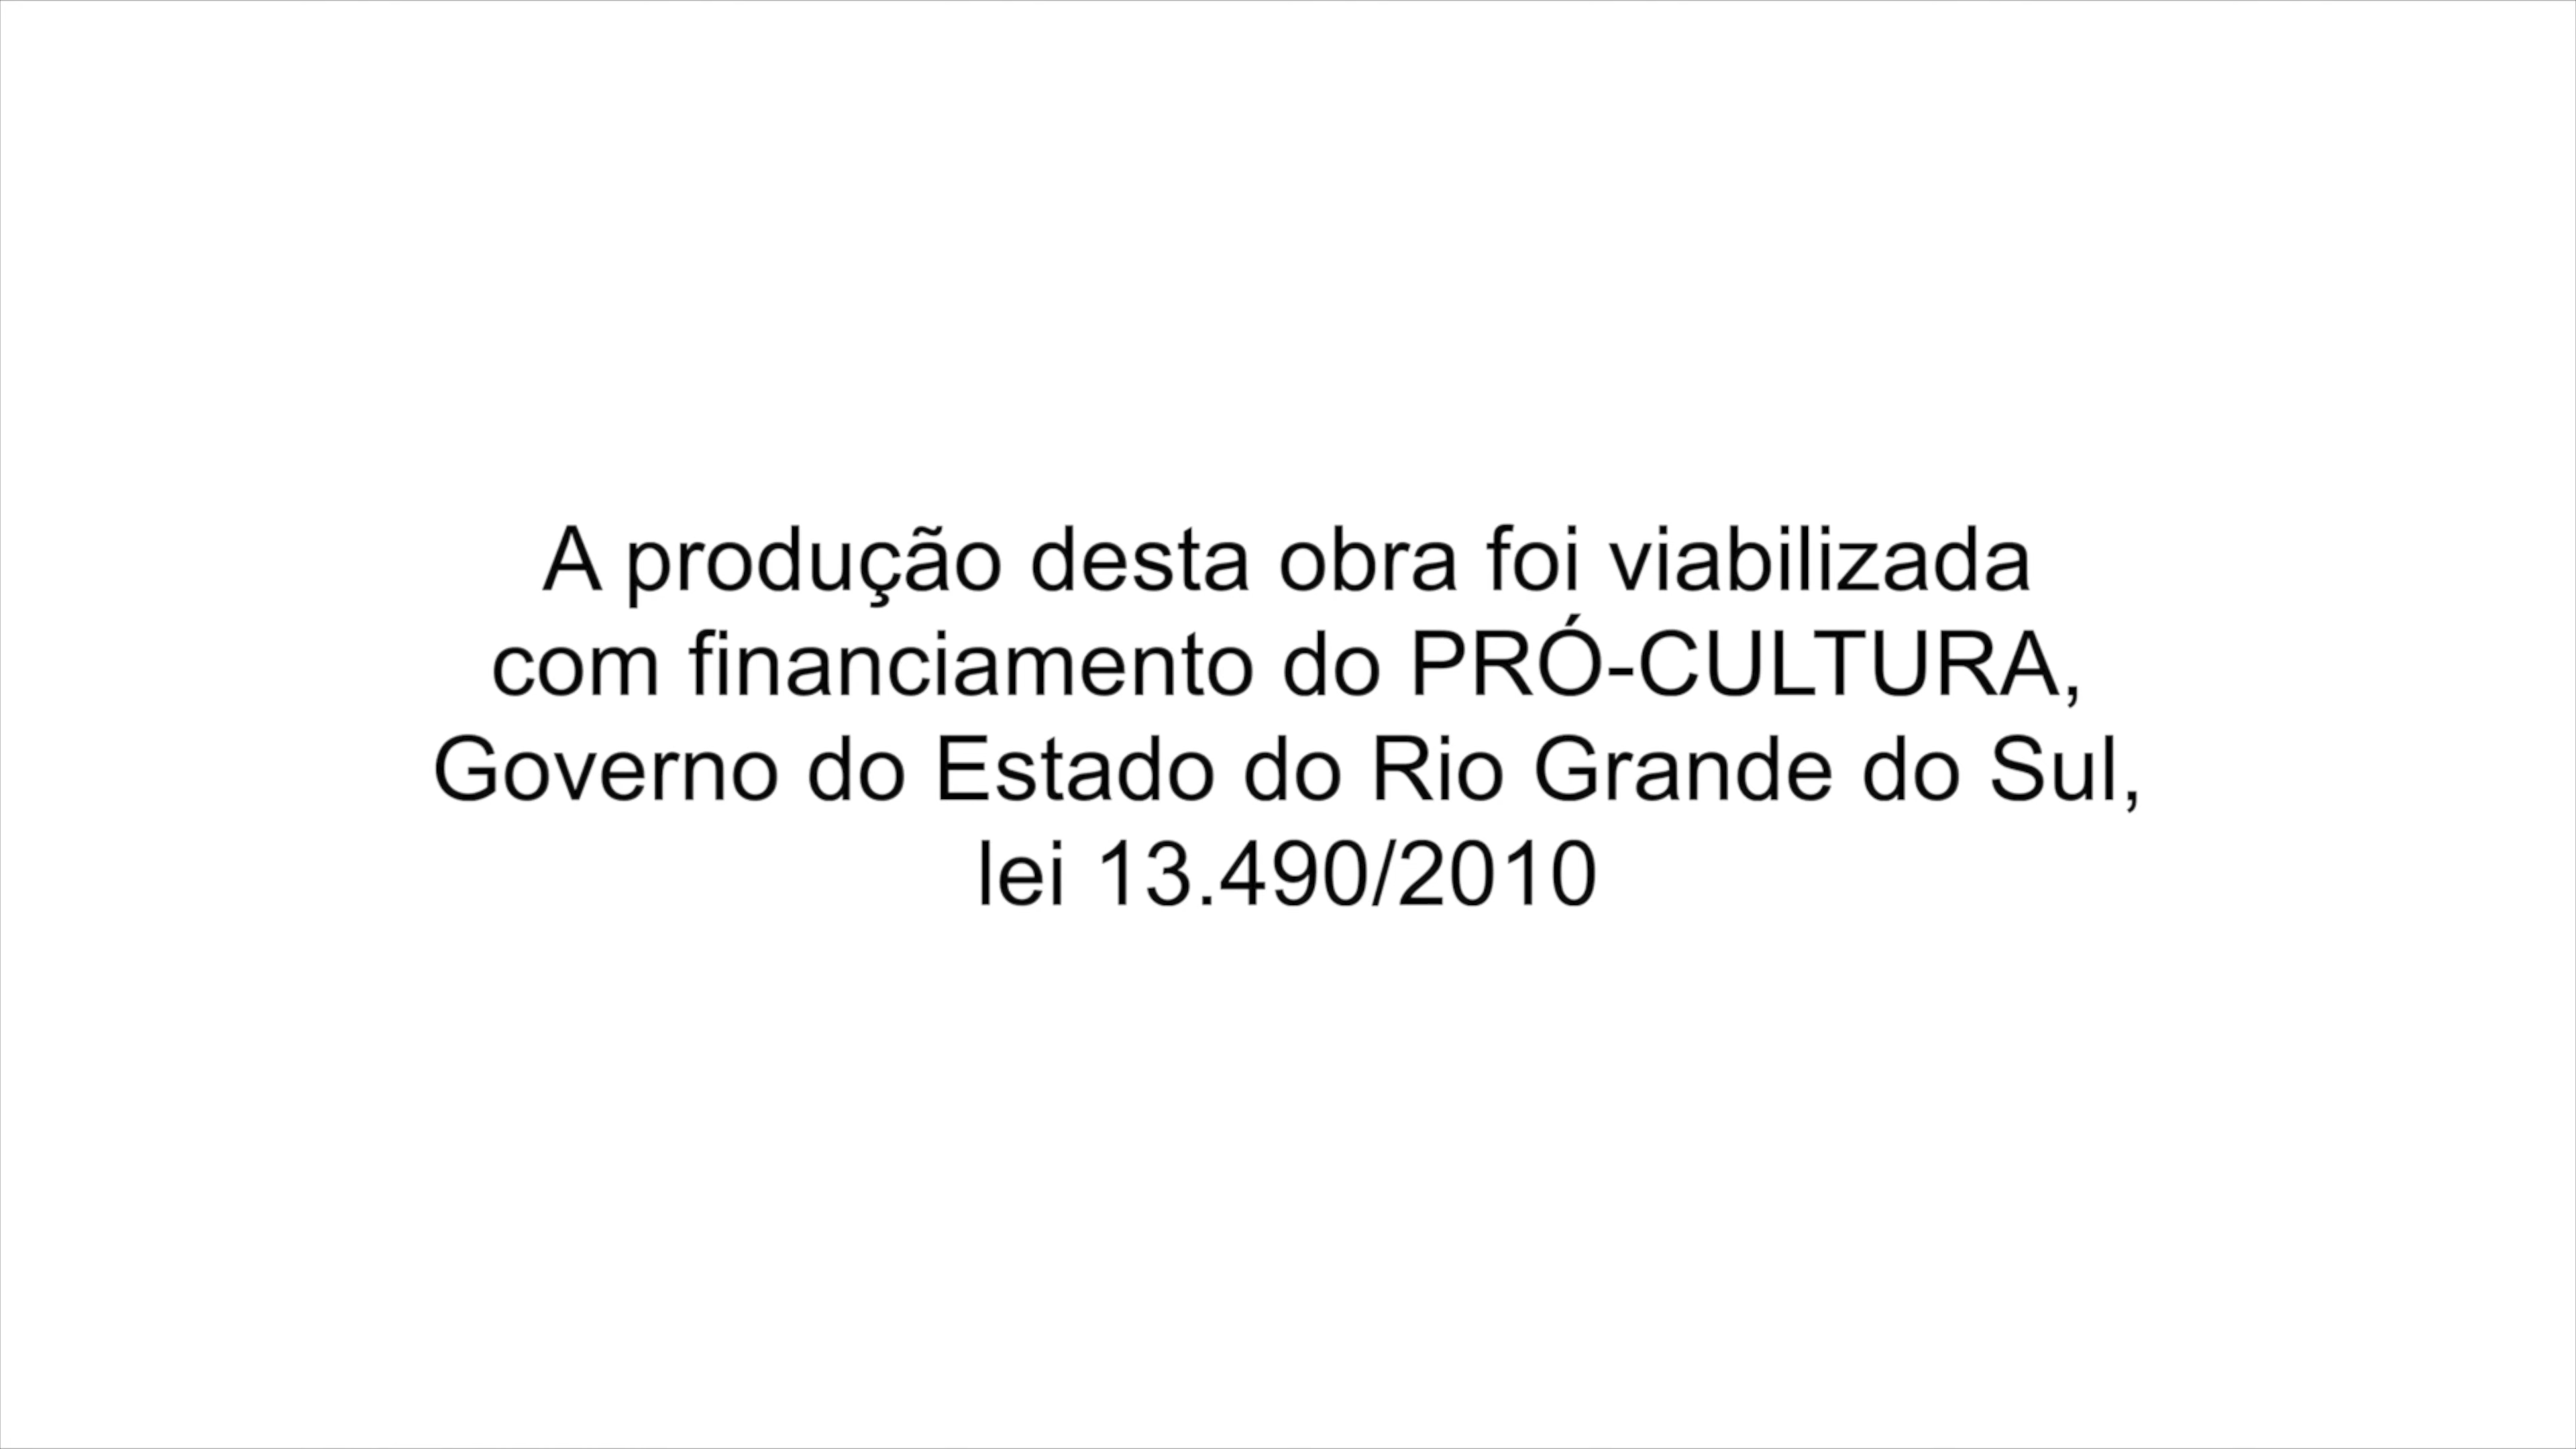 A produção desta obra foi viabilizada
com financiamento do PRÓ-CULTURA,
Governo do Estado do Rio Grande do Sul,
lei 13.490/2010